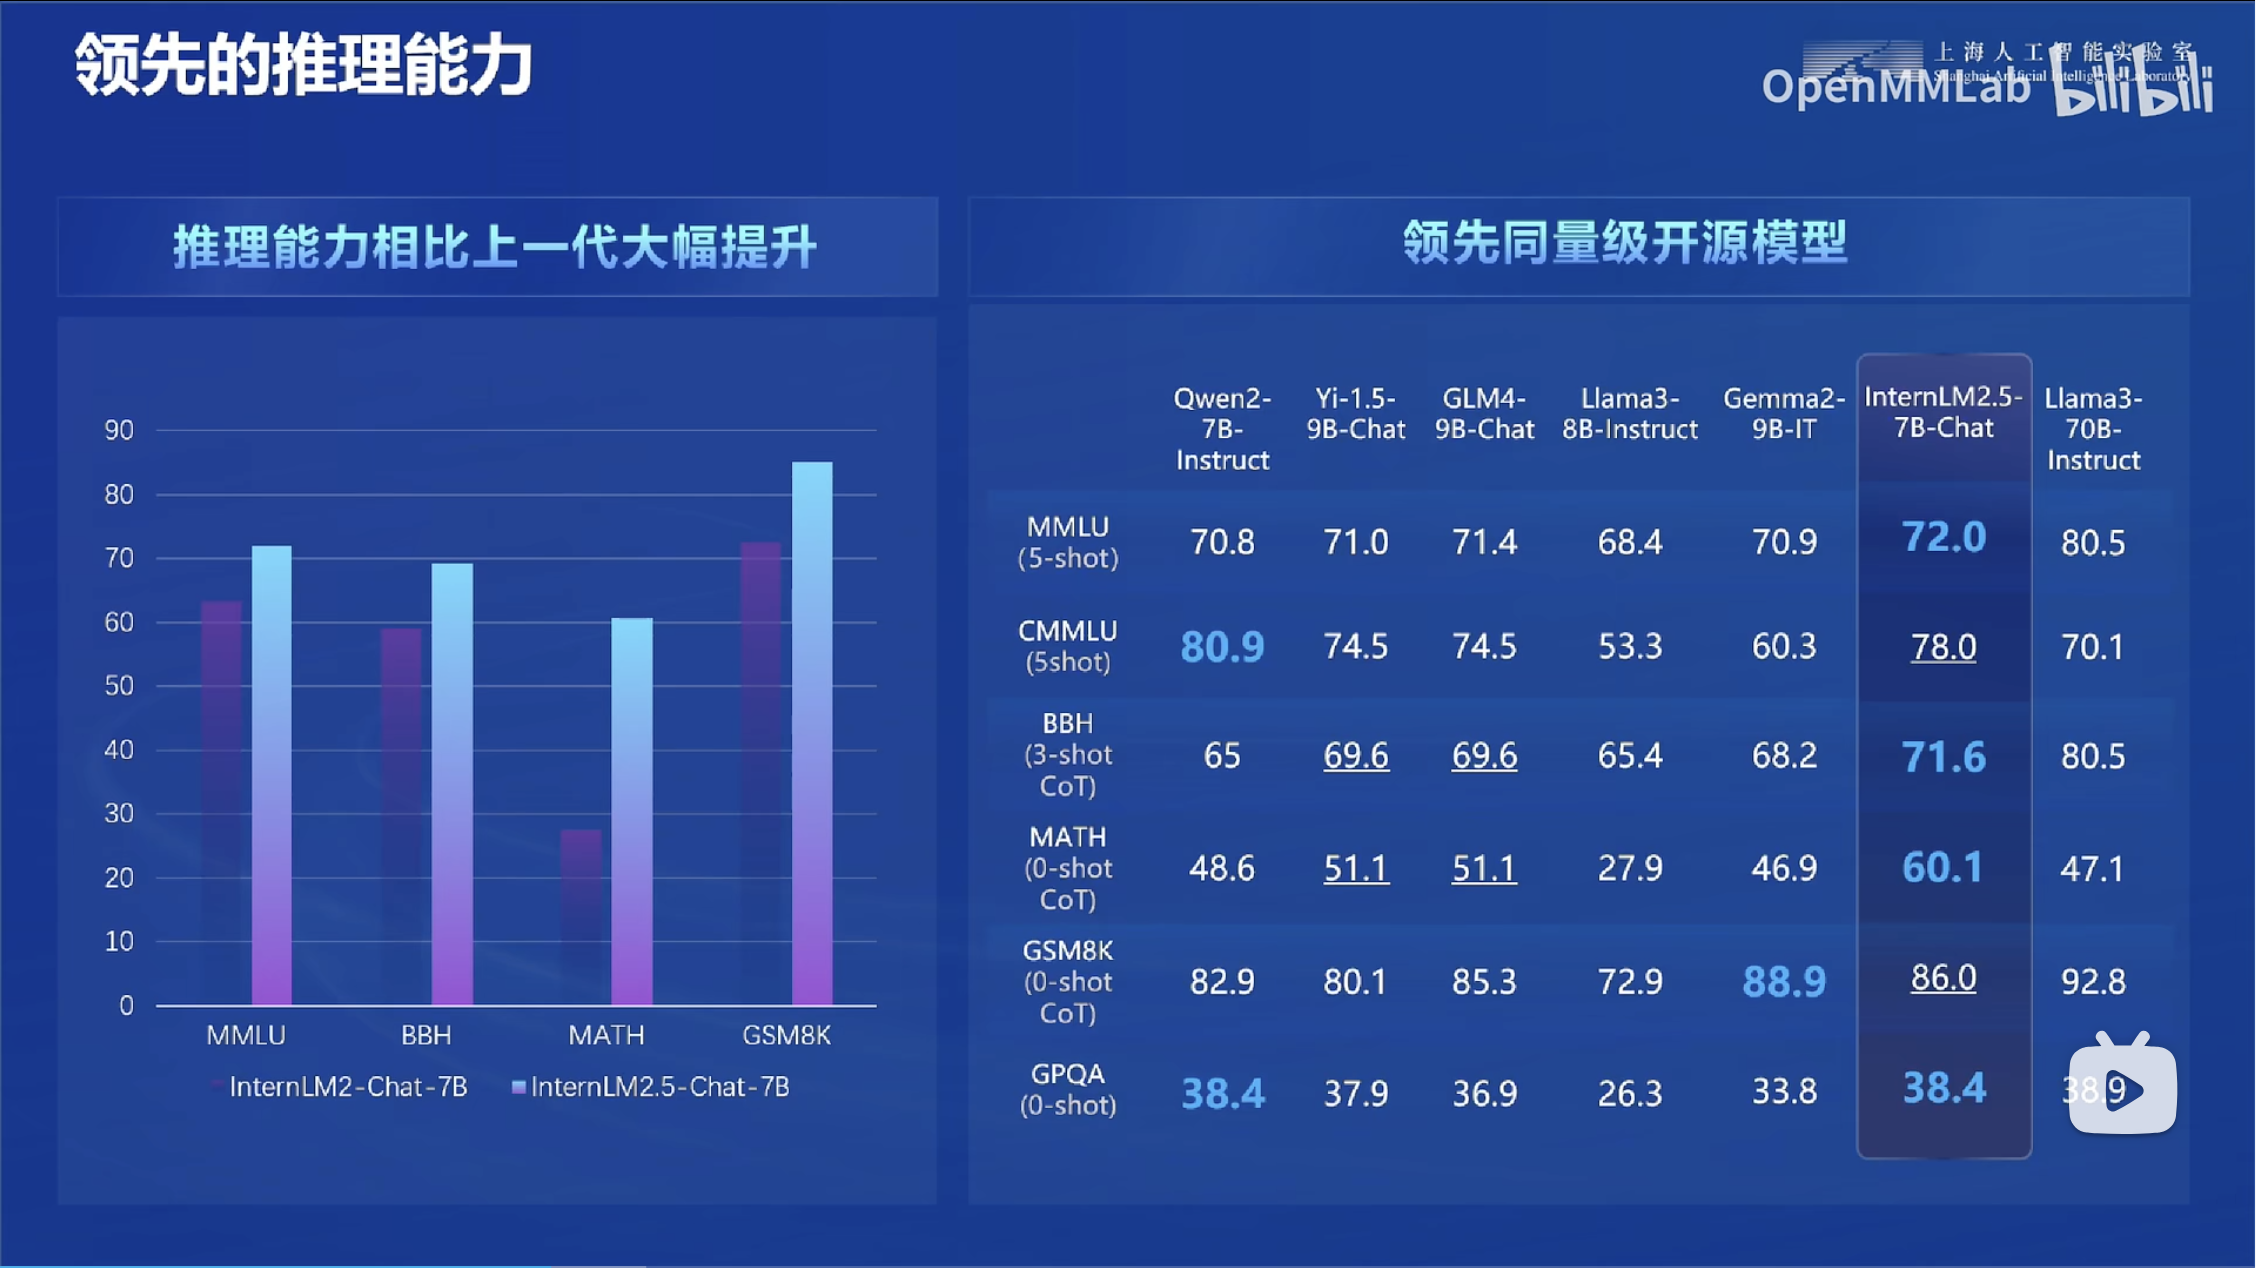 领先的推理能力
上海人工智能实验室
Shanghai Artificial Intelligence Laboratory
OpenMMLab bilibili
推理能力相比上一代大幅提升
90
80
70
60
50
40
30
20
10
0
MMLU BBH MATH GSM8K
InternLM2-Chat-7B InternLM2.5-Chat-7B
领先同量级开源模型
Qwen2- Yi-1.5- GLM4- Llama3- Gemma2- InternLM2.5- Llama3-
7B- 9B-Chat 9B-Chat 8B-Instruct 9B-IT 7B-Chat 70B-
Instruct Instruct
MMLU
(5-shot) 70.8 71.0 71.4 68.4 70.9 72.0 80.5
CMMLU
(5shot) 80.9 74.5 74.5 53.3 60.3 78.0 70.1
BBH
(3-shot 65 69.6 69.6 65.4 68.2 71.6 80.5
CoT)
MATH
(0-shot 48.6 51.1 51.1 27.9 46.9 60.1 47.1
CoT)
GSM8K
(0-shot 82.9 80.1 85.3 72.9 88.9 86.0 92.8
CoT)
GPQA
(0-shot) 38.4 37.9 36.9 26.3 33.8 38.4 38.9